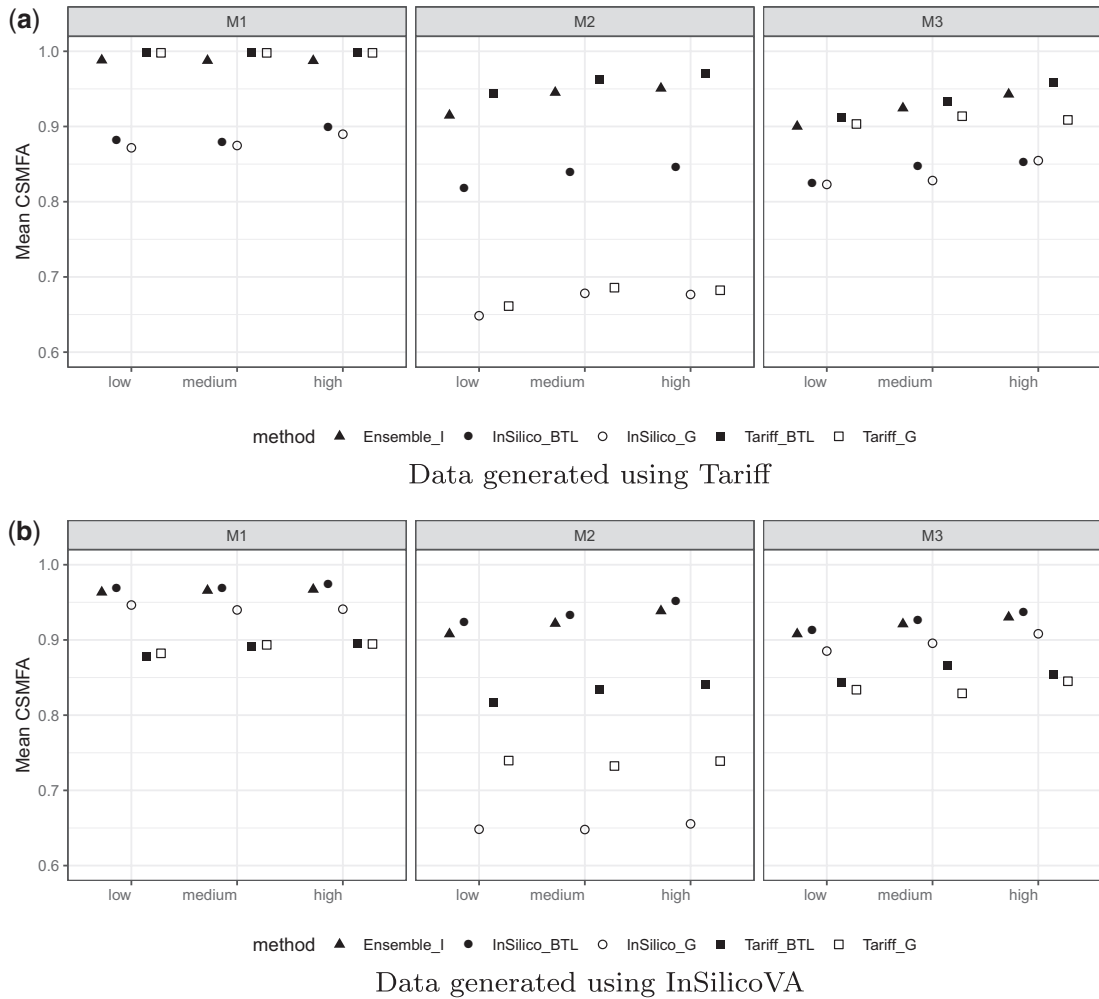 (a)
M1 M2 M3
Mean CSMFA
1.0
0.9
0.8
0.7
0.6
low medium high low medium high low medium high
method Ensemble_I InSilico_BTL InSilico_G Tariff_BTL Tariff_G
Data generated using Tariff
(b)
M1 M2 M3
Mean CSMFA
1.0
0.9
0.8
0.7
0.6
low medium high low medium high low medium high
method Ensemble_I InSilico_BTL InSilico_G Tariff_BTL Tariff_G
Data generated using InSilicoVA